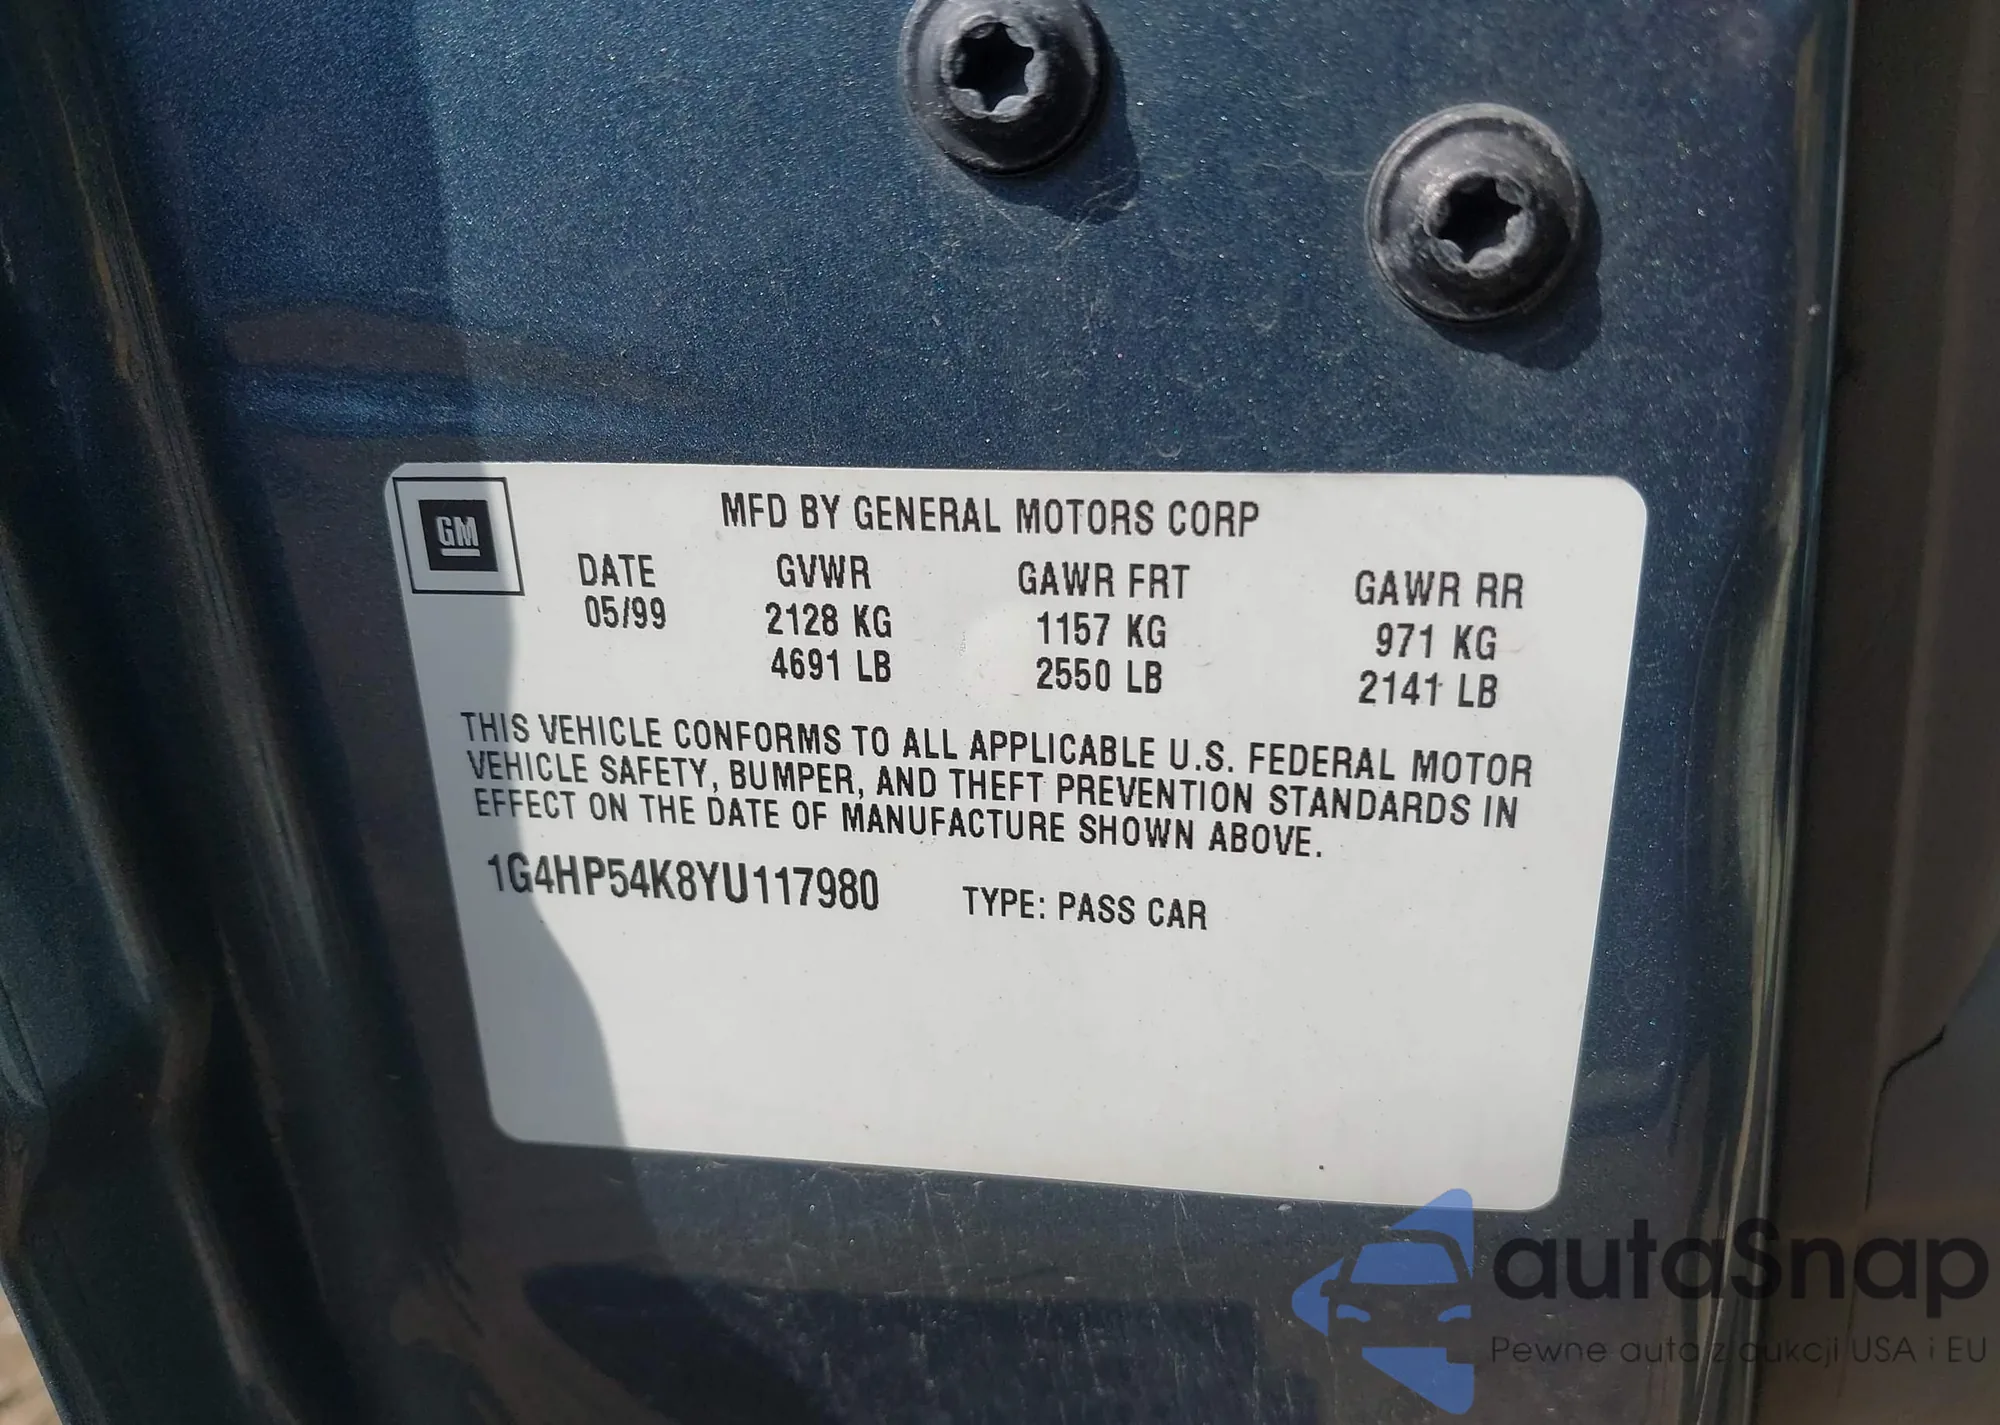 GM
MFD BY GENERAL MOTORS CORP
DATE GVWR GAWR FRT GAWR RR
05/99 2128 KG 1157 KG 971 KG
4691 LB 2550 LB 2141 LB
THIS VEHICLE CONFORMS TO ALL APPLICABLE U.S. FEDERAL MOTOR
VEHICLE SAFETY, BUMPER, AND THEFT PREVENTION STANDARDS IN
EFFECT ON THE DATE OF MANUFACTURE SHOWN ABOVE.
1G4HP54K8YU117980 TYPE: PASS CAR
autaSnap
Pewne auta z aukcji USA i EU